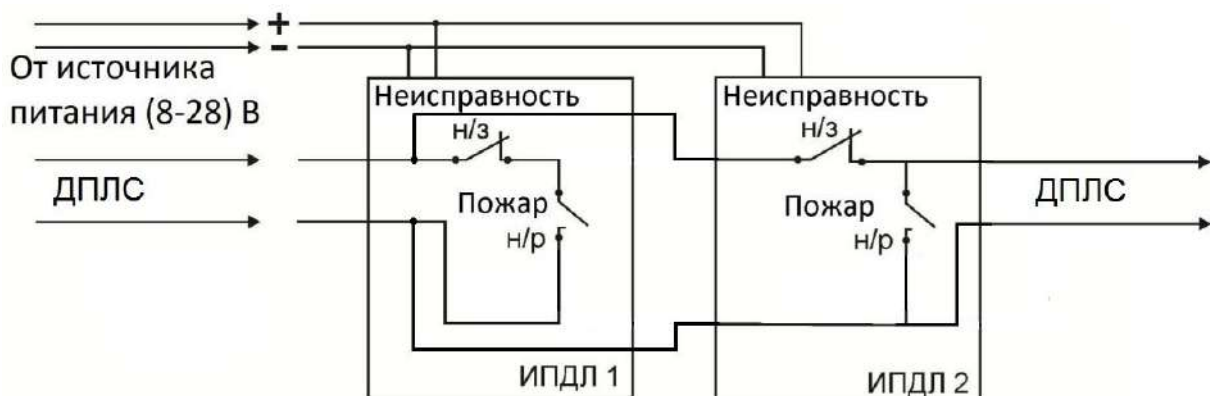 +
-
От источника
питания (8-28) В
Неисправность
н/з
Неисправность
н/з
ДПЛС
Пожар
н/р
Пожар
н/р
ДПЛС
ИПДЛ 1
ИПДЛ 2